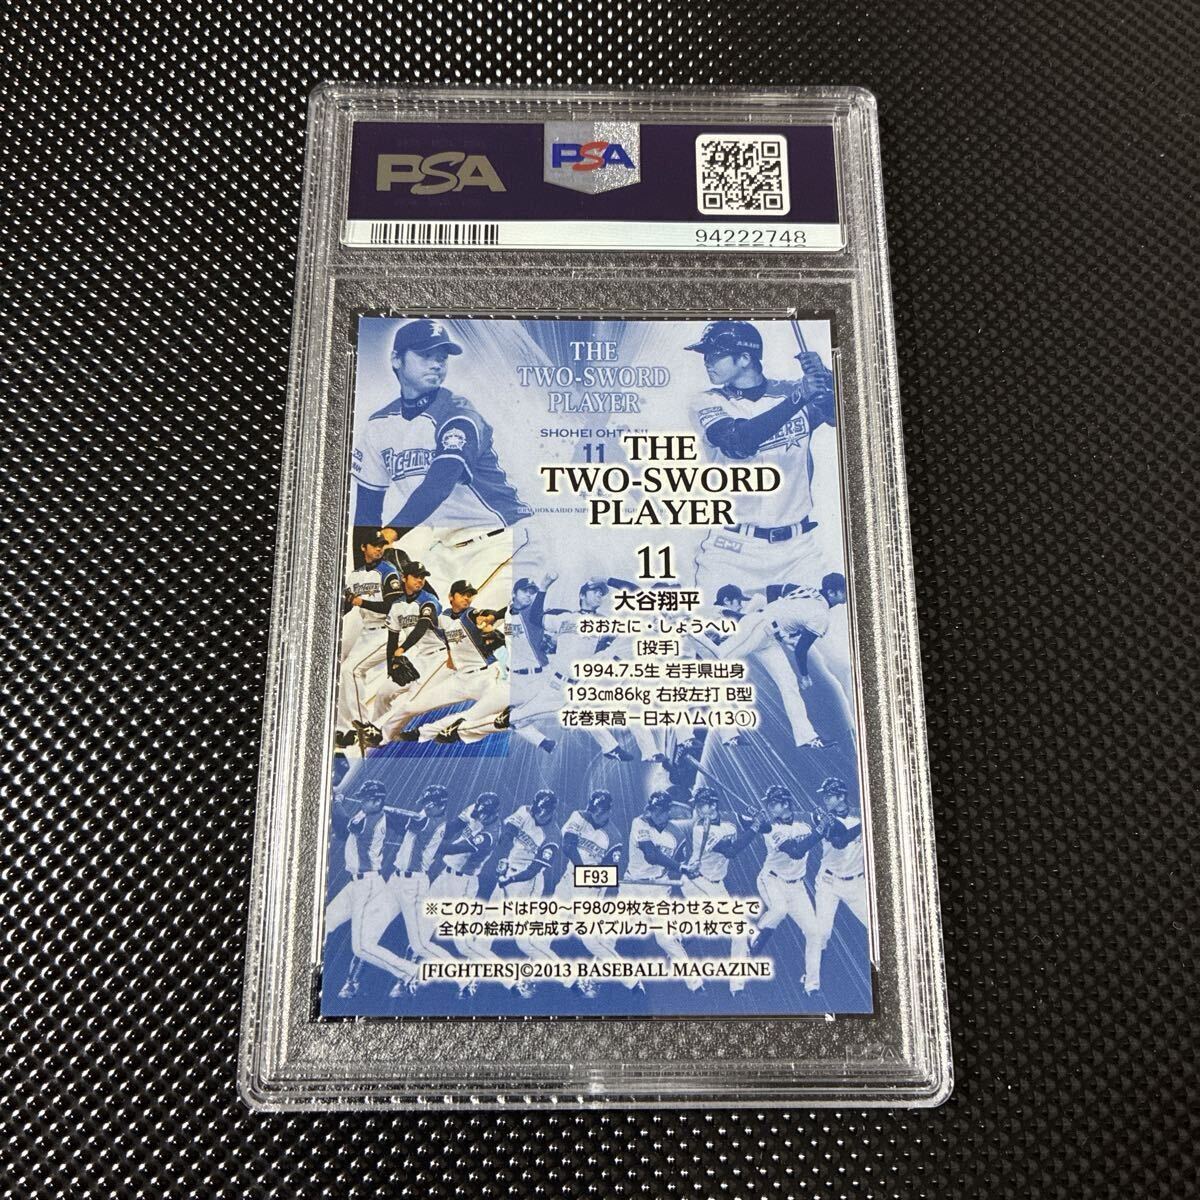 PSA
PSA
94222748
THE
TWO-SWORD
PLAYER
SHOHEI OHTANI
11
THE
TWO-SWORD
PLAYER
11
大谷翔平
おおたに・しょうへい
[投手]
1994.7.5生 岩手県出身
193cm86kg 右投左打 B型
花巻東高－日本ハム(13①)
F93
※このカードはF90～F98の9枚を合わせることで
全体の絵柄が完成するパズルカードの1枚です。
[FIGHTERS]©2013 BASEBALL MAGAZINE